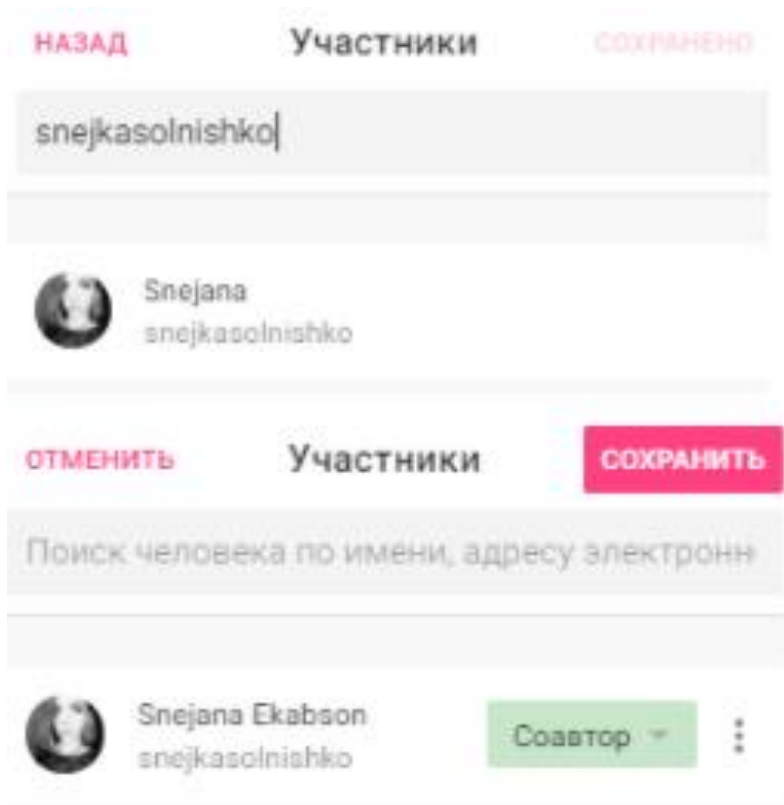 НАЗАД Участники СОХРАНЕНО
snejkasolnishko
Snejana
snejkasolnishko
ОТМЕНИТЬ Участники СОХРАНИТЬ
Поиск человека по имени, адресу электронн
Snejana Ekabson
snejkasolnishko
Соавтор